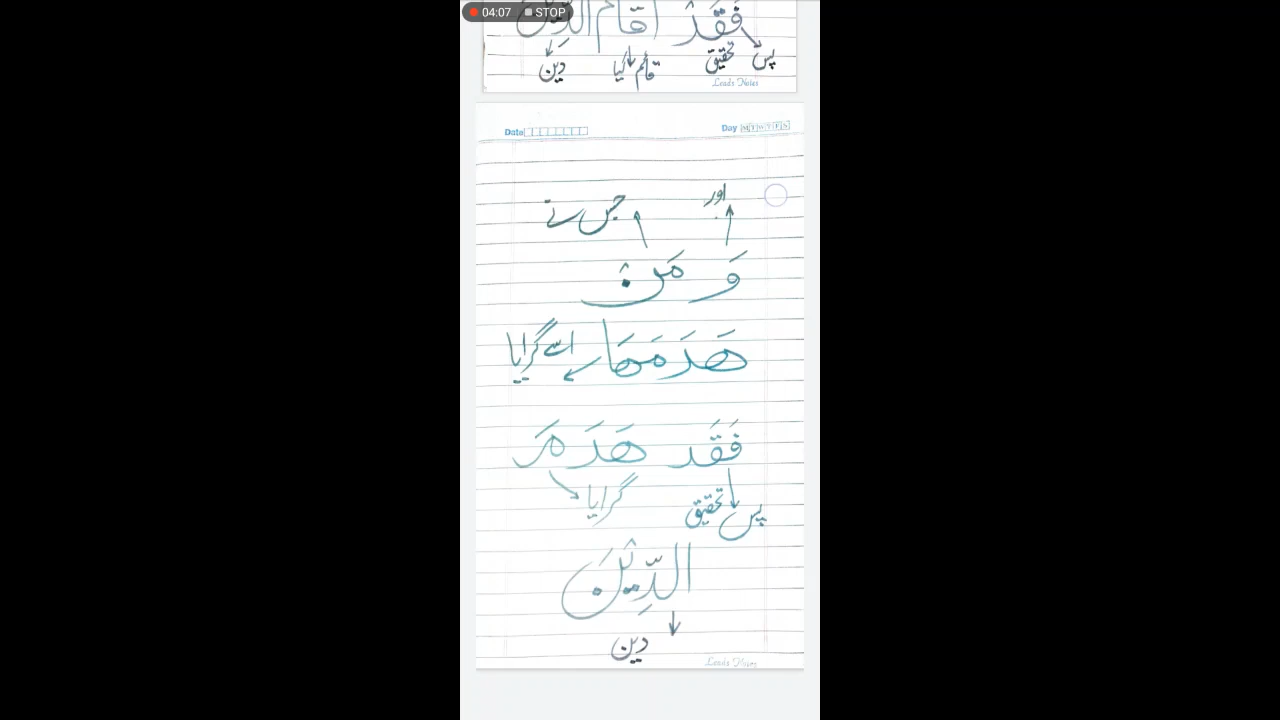 04:07 STOP
فَقَدْ اَقَامَ الدِّیْنَ
پس تحقیق قائم کیا دین
Leads Notes
Date Day M T W T F S
اور جس نے
وَ مَنْ
ھَدَمَھَا اسے گرایا
فَقَد ھَدَمَ
پس تحقیق گرایا
الدِّیْنَ
دین
Leads Notes